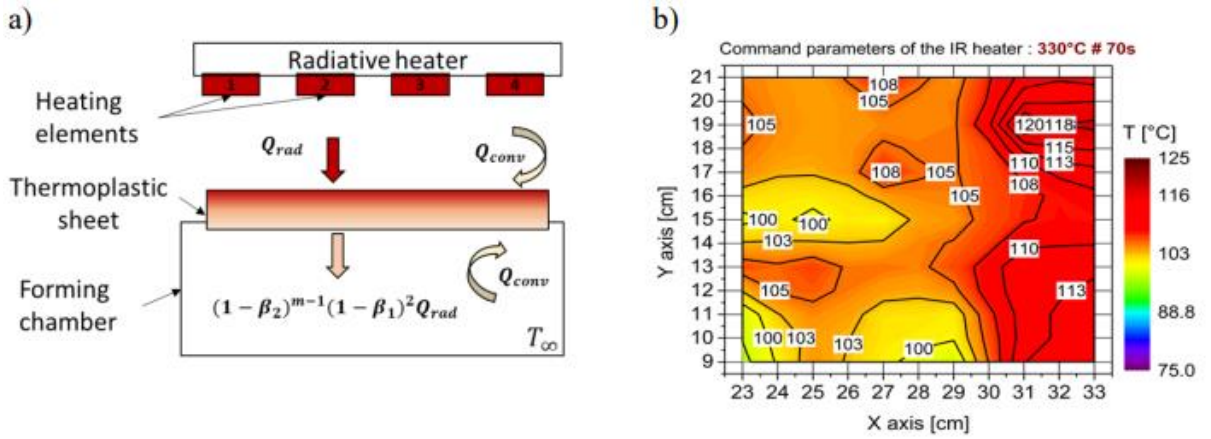 a)
Radiative heater
1 2 3 4
Heating
elements
Q_rad
Q_conv
Thermoplastic
sheet
Q_conv
Forming
chamber
(1 − β_2)^{m−1}(1 − β_1)^2 Q_rad
T_∞
b)
Command parameters of the IR heater : 330°C # 70s
21
20
19
18
17
16
15
14
13
12
11
10
9
Y axis [cm]
108
105
105
120 118
115
110 113
108
108
105
105
100
100
103
110
105
113
100 103
103
100
23 24 25 26 27 28 29 30 31 32 33
X axis [cm]
T [°C]
125
116
103
88.8
75.0